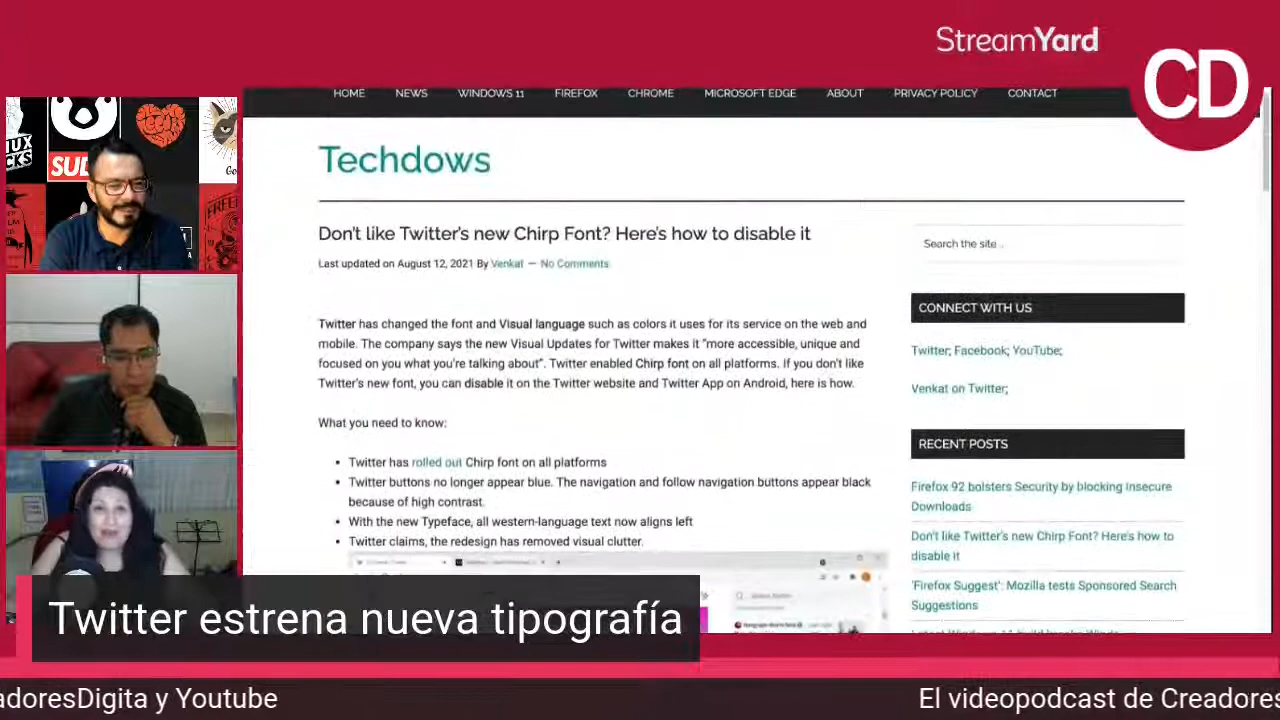 StreamYard
CD
HOME NEWS WINDOWS 11 FIREFOX CHROME MICROSOFT EDGE ABOUT PRIVACY POLICY CONTACT
Techdows
Don't like Twitter's new Chirp Font? Here's how to disable it
Last updated on August 12, 2021 By Venkat — No Comments
Twitter has changed the font and Visual language such as colors it uses for its service on the web and
mobile. The company says the new Visual Updates for Twitter makes it "more accessible, unique and
focused on you what you're talking about". Twitter enabled Chirp font on all platforms. If you don't like
Twitter's new font, you can disable it on the Twitter website and Twitter App on Android, here is how.
What you need to know:
• Twitter has rolled out Chirp font on all platforms
• Twitter buttons no longer appear blue. The navigation and follow navigation buttons appear black
because of high contrast.
• With the new Typeface, all western-language text now aligns left
• Twitter claims, the redesign has removed visual clutter.
Search the site ...
CONNECT WITH US
Twitter; Facebook; YouTube;
Venkat on Twitter;
RECENT POSTS
Firefox 92 bolsters Security by blocking Insecure
Downloads
Don't like Twitter's new Chirp Font? Here's how to
disable it
'Firefox Suggest': Mozilla tests Sponsored Search
Suggestions
Twitter estrena nueva tipografía
adoresDigita y Youtube
El videopodcast de Creadores